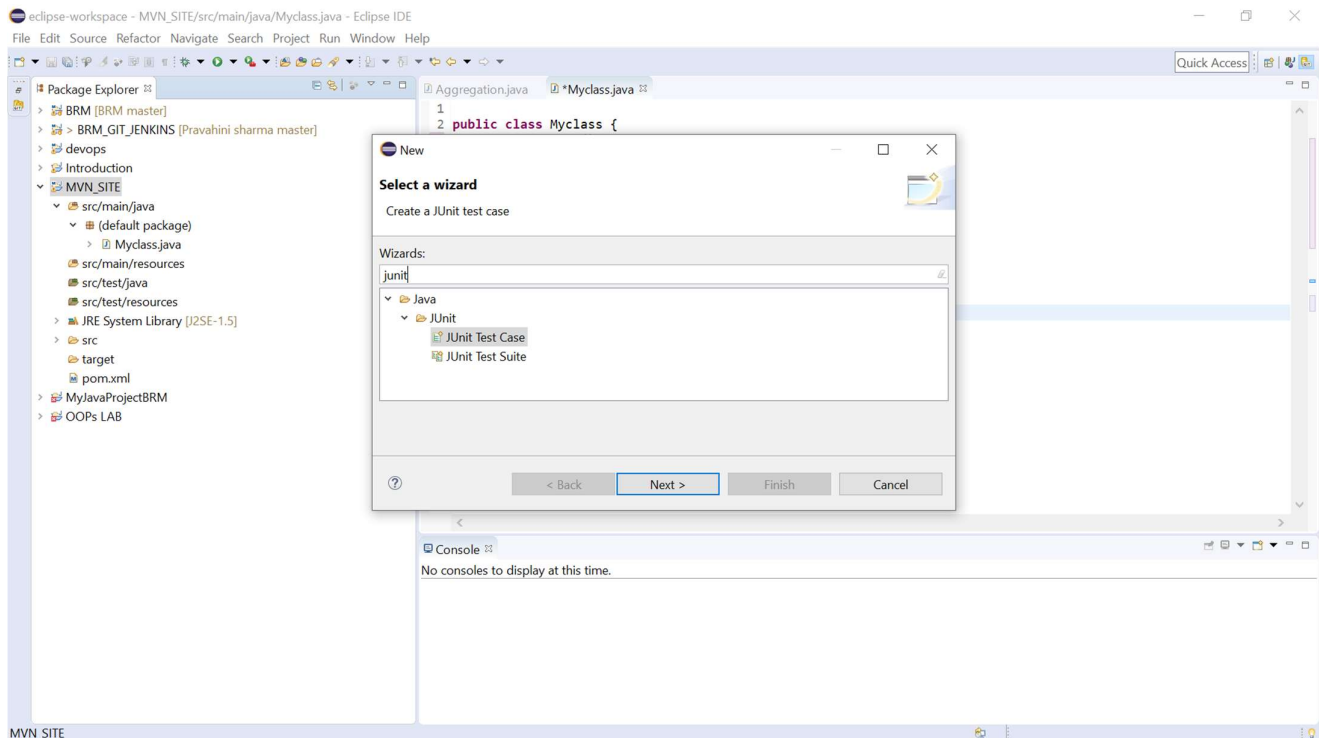 eclipse-workspace - MVN_SITE/src/main/java/Myclass.java - Eclipse IDE
File Edit Source Refactor Navigate Search Project Run Window Help
Quick Access
Package Explorer
BRM [BRM master]
> BRM_GIT_JENKINS [Pravahini sharma master]
devops
Introduction
MVN_SITE
src/main/java
(default package)
Myclass.java
src/main/resources
src/test/java
src/test/resources
JRE System Library [J2SE-1.5]
src
target
pom.xml
MyJavaProjectBRM
OOPs LAB
Aggregation.java *Myclass.java
1
2 public class Myclass {
New
Select a wizard
Create a JUnit test case
Wizards:
junit
Java
JUnit
JUnit Test Case
JUnit Test Suite
< Back Next > Finish Cancel
Console
No consoles to display at this time.
MVN_SITE